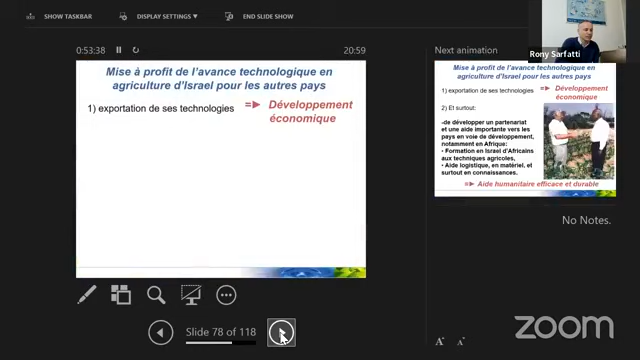 SHOW TASKBAR
DISPLAY SETTINGS ▼
END SLIDE SHOW
Rony Sarfatti
0:53:38
20:59
Mise à profit de l'avance technologique en
agriculture d'Israel pour les autres pays
1) exportation de ses technologies
Développement
économique
Next animation
Mise à profit de l'avance technologique en
agriculture d'Israel pour les autres pays
1) exportation de ses technologies
Développement
économique
2) Et surtout:
-de développer un partenariat
et une aide importante vers les
pays en voie de développement,
notamment en Afrique:
• Formation en Israel d'Africains
aux techniques agricoles,
• Aide logistique, en matériel, et
surtout en connaissances.
Aide humanitaire efficace et durable
No Notes.
Slide 78 of 118
A A
zoom